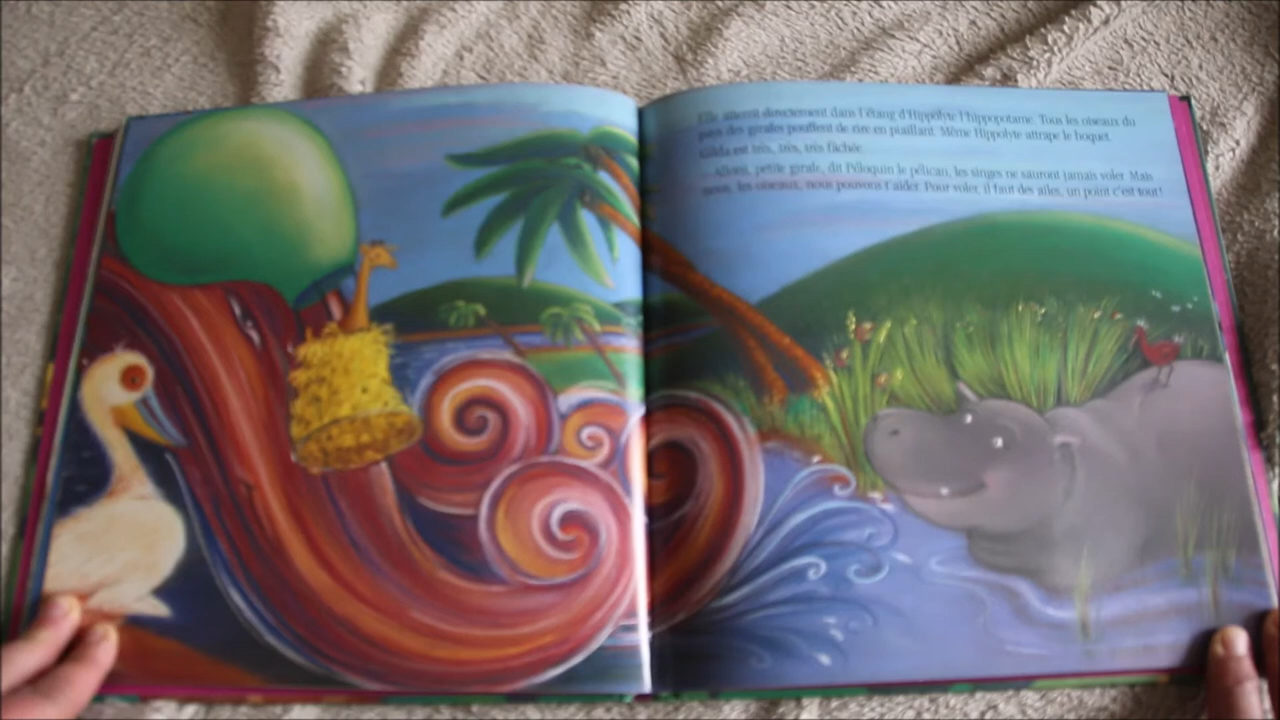 Elle atterrit directement dans l'étang d'Hippolyte l'hippopotame. Tous les oiseaux du
pays des girafes pouffent de rire en piaillant. Même Hippolyte attrape le hoquet.
est très, très, très fâchée.
— Allons, petite girafe, dit Péloquin le pélican, les singes ne sauront jamais voler. Mais
nous, les oiseaux, nous pouvons t'aider. Pour voler, il faut des ailes, un point c'est tout!